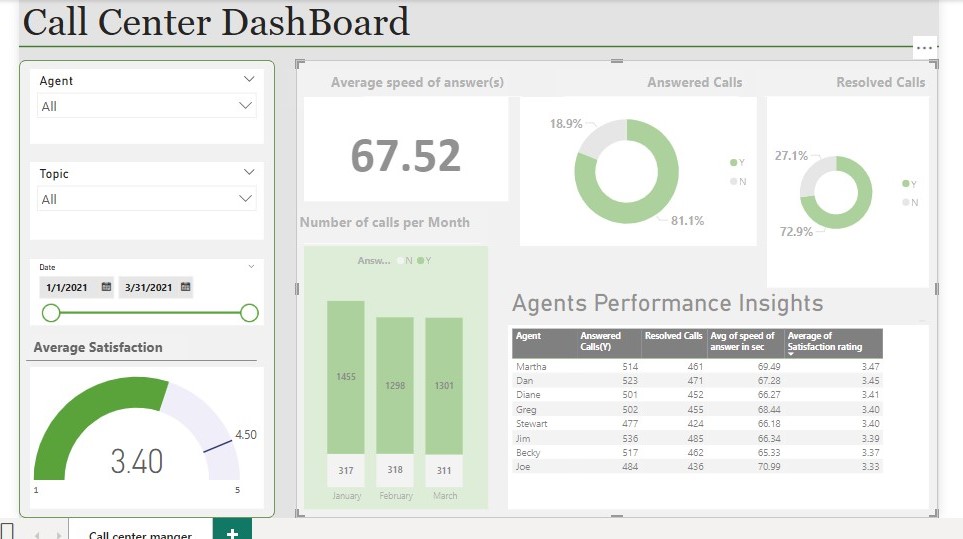 Call Center DashBoard
...
Agent
All
Topic
All
Date
1/1/2021
3/31/2021
Average Satisfaction
4.50
3.40
1
5
Average speed of answer(s)
67.52
Answered Calls
18.9%
81.1%
Y
N
Resolved Calls
27.1%
72.9%
Y
N
Number of calls per Month
Answ... N Y
1455
1298
1301
317
318
311
January February March
Agents Performance Insights
Agent Answered Calls(Y) Resolved Calls Avg of speed of answer in sec Average of Satisfaction rating
Martha 514 461 69.49 3.47
Dan 523 471 67.28 3.45
Diane 501 452 66.27 3.41
Greg 502 455 68.44 3.40
Stewart 477 424 66.18 3.40
Jim 536 485 66.34 3.39
Becky 517 462 65.33 3.37
Joe 484 436 70.99 3.33
Call center manger
+